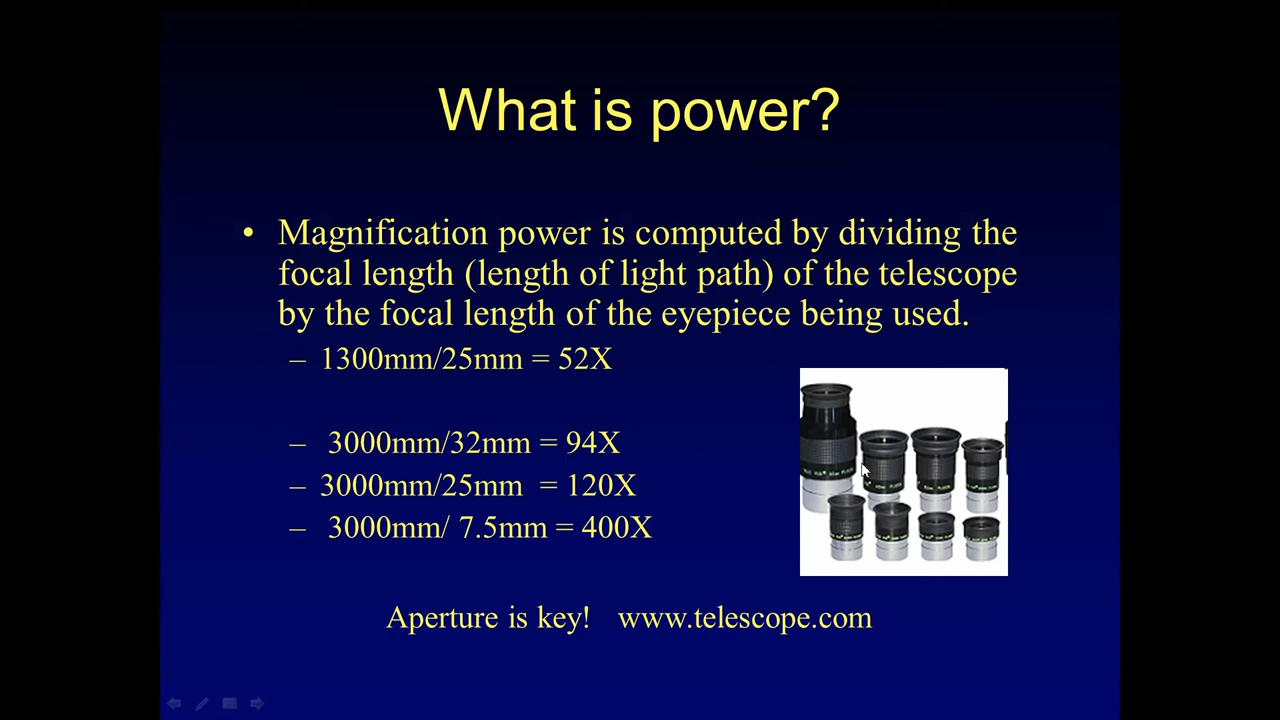 What is power?
• Magnification power is computed by dividing the
focal length (length of light path) of the telescope
by the focal length of the eyepiece being used.
– 1300mm/25mm = 52X
– 3000mm/32mm = 94X
– 3000mm/25mm = 120X
– 3000mm/ 7.5mm = 400X
Aperture is key! www.telescope.com